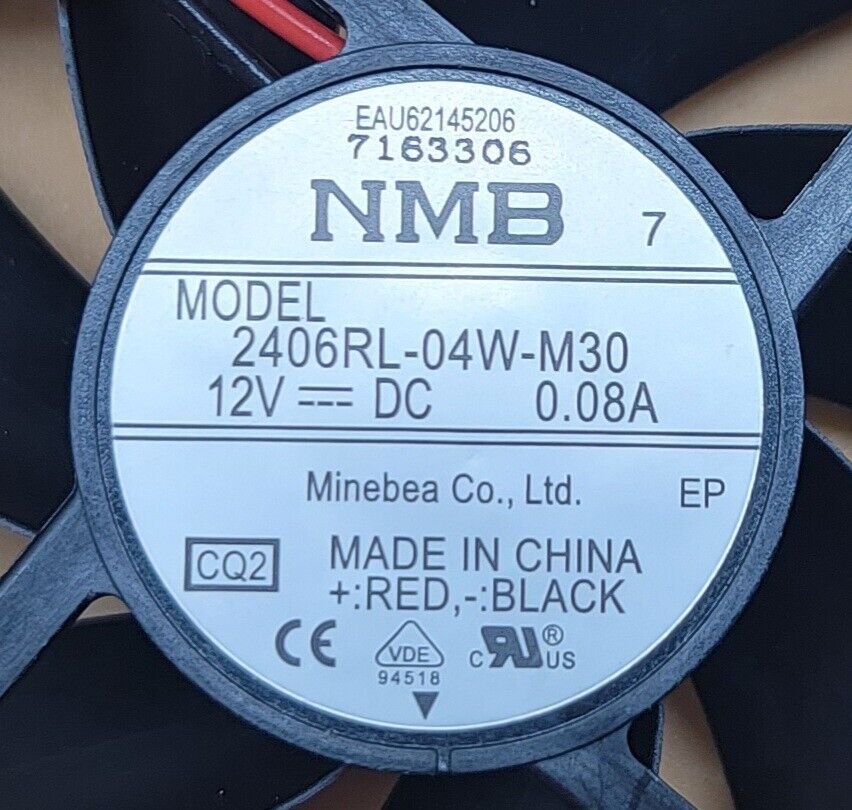 EAU62145206
7163306
NMB 7
MODEL
2406RL-04W-M30
12V ⎓ DC 0.08A
Minebea Co., Ltd. EP
CQ2 MADE IN CHINA
+:RED,-:BLACK
CE VDE c RU ® US
94518